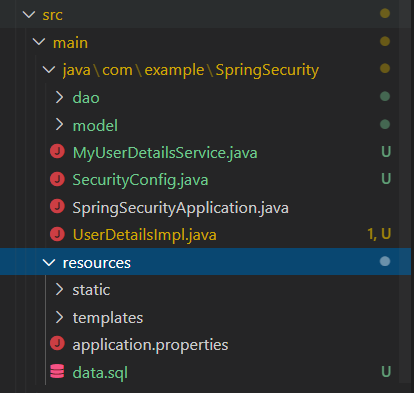 src
main
java\com\example\SpringSecurity
dao
model
MyUserDetailsService.java U
SecurityConfig.java U
SpringSecurityApplication.java
UserDetailsImpl.java 1, U
resources
static
templates
application.properties
data.sql U